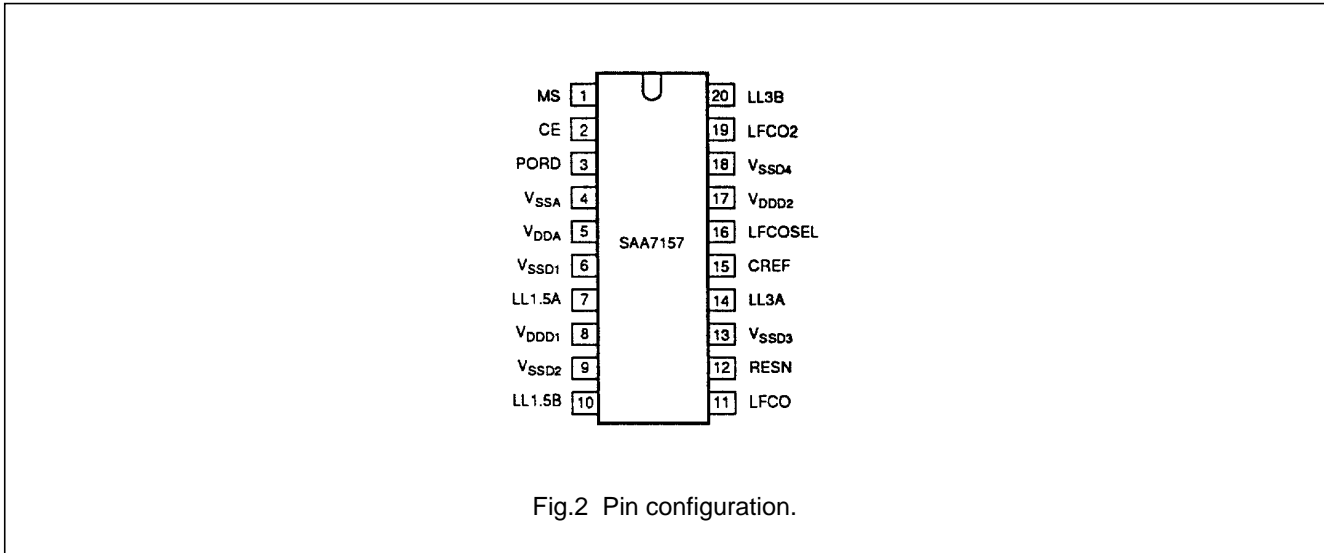 MS 1 20 LL3B
CE 2 19 LFCO2
PORD 3 18 VSSD4
VSSA 4 17 VDDD2
VDDA 5 16 LFCOSEL
SAA7157
VSSD1 6 15 CREF
LL1.5A 7 14 LL3A
VDDD1 8 13 VSSD3
VSSD2 9 12 RESN
LL1.5B 10 11 LFCO
Fig.2 Pin configuration.